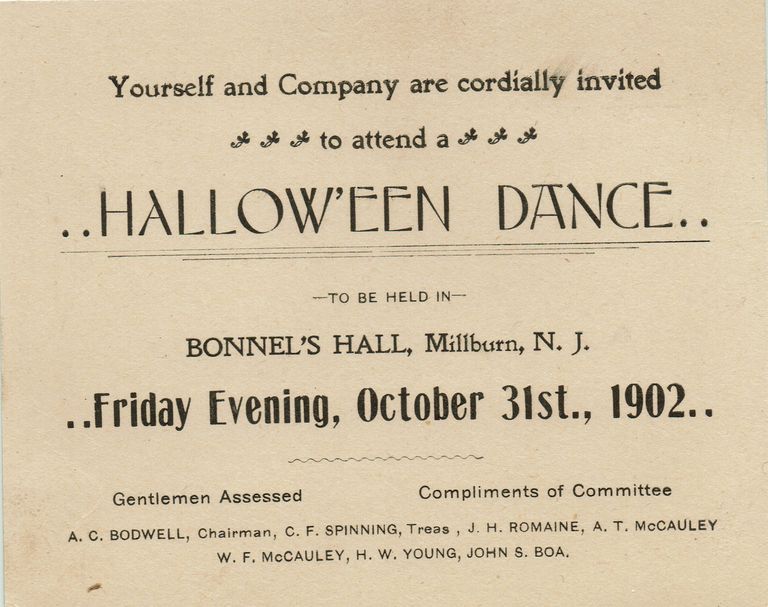 Yourself and Company are cordially invited
to attend a
..HALLOW'EEN DANCE..
—TO BE HELD IN—
BONNEL'S HALL, Millburn, N. J.
..Friday Evening, October 31st., 1902..
Gentlemen Assessed Compliments of Committee
A. C. BODWELL, Chairman, C. F. SPINNING, Treas , J. H. ROMAINE, A. T. McCAULEY
W. F. McCAULEY, H. W. YOUNG, JOHN S. BOA.